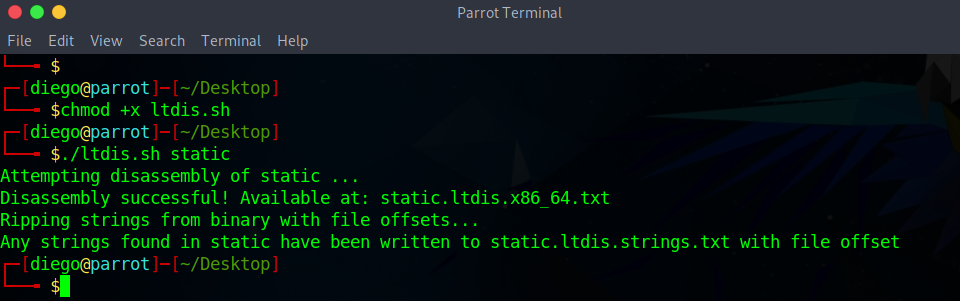 Parrot Terminal
File Edit View Search Terminal Help
└──╼ $
┌─[diego@parrot]─[~/Desktop]
└──╼ $chmod +x ltdis.sh
┌─[diego@parrot]─[~/Desktop]
└──╼ $./ltdis.sh static
Attempting disassembly of static ...
Disassembly successful! Available at: static.ltdis.x86_64.txt
Ripping strings from binary with file offsets...
Any strings found in static have been written to static.ltdis.strings.txt with file offset
┌─[diego@parrot]─[~/Desktop]
└──╼ $